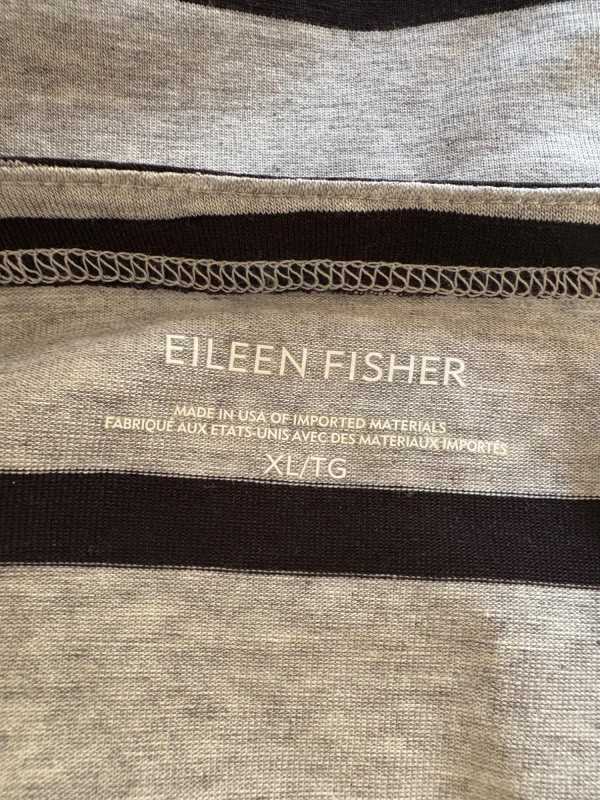 EILEEN FISHER
MADE IN USA OF IMPORTED MATERIALS
FABRIQUÉ AUX ETATS-UNIS AVEC DES MATERIAUX IMPORTÉS
XL/TG